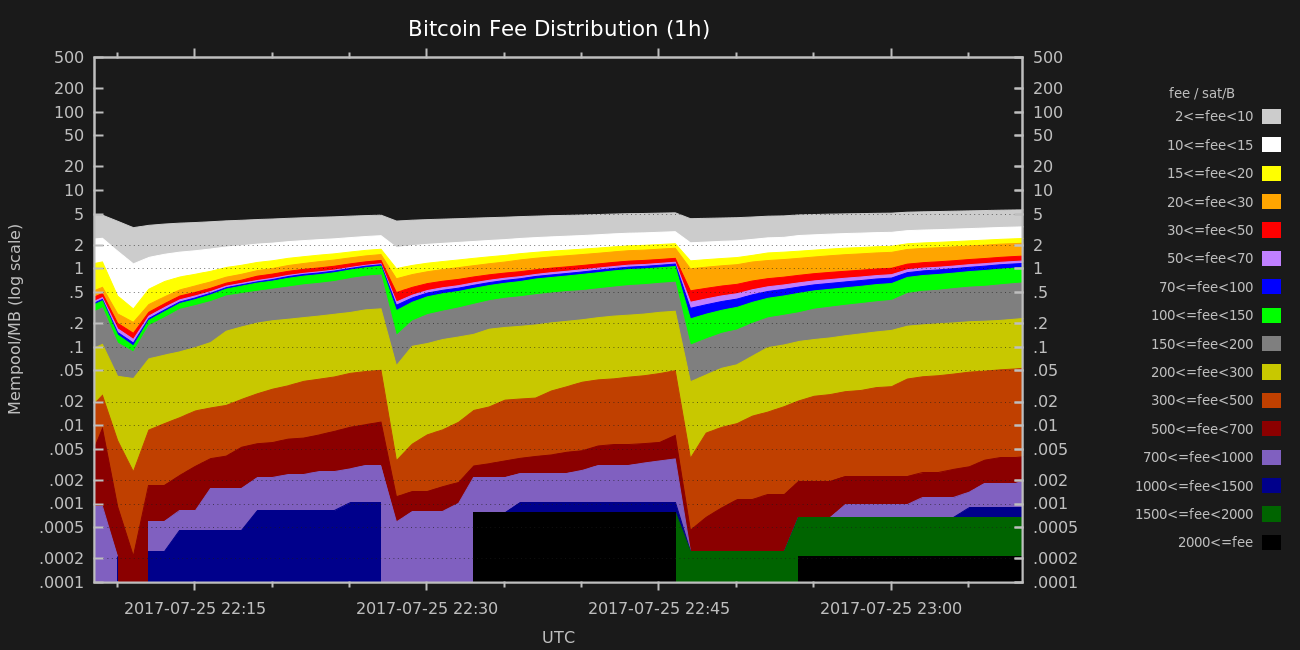 Bitcoin Fee Distribution (1h)
500 500
200 200
100 100
50 50
20 20
10 10
5 5
2 2
1 1
.5 .5
.2 .2
.1 .1
.05 .05
.02 .02
.01 .01
.005 .005
.002 .002
.001 .001
.0005 .0005
.0002 .0002
.0001 .0001
Mempool/MB (log scale)
2017-07-25 22:15 2017-07-25 22:30 2017-07-25 22:45 2017-07-25 23:00
UTC
fee / sat/B
2<=fee<10
10<=fee<15
15<=fee<20
20<=fee<30
30<=fee<50
50<=fee<70
70<=fee<100
100<=fee<150
150<=fee<200
200<=fee<300
300<=fee<500
500<=fee<700
700<=fee<1000
1000<=fee<1500
1500<=fee<2000
2000<=fee